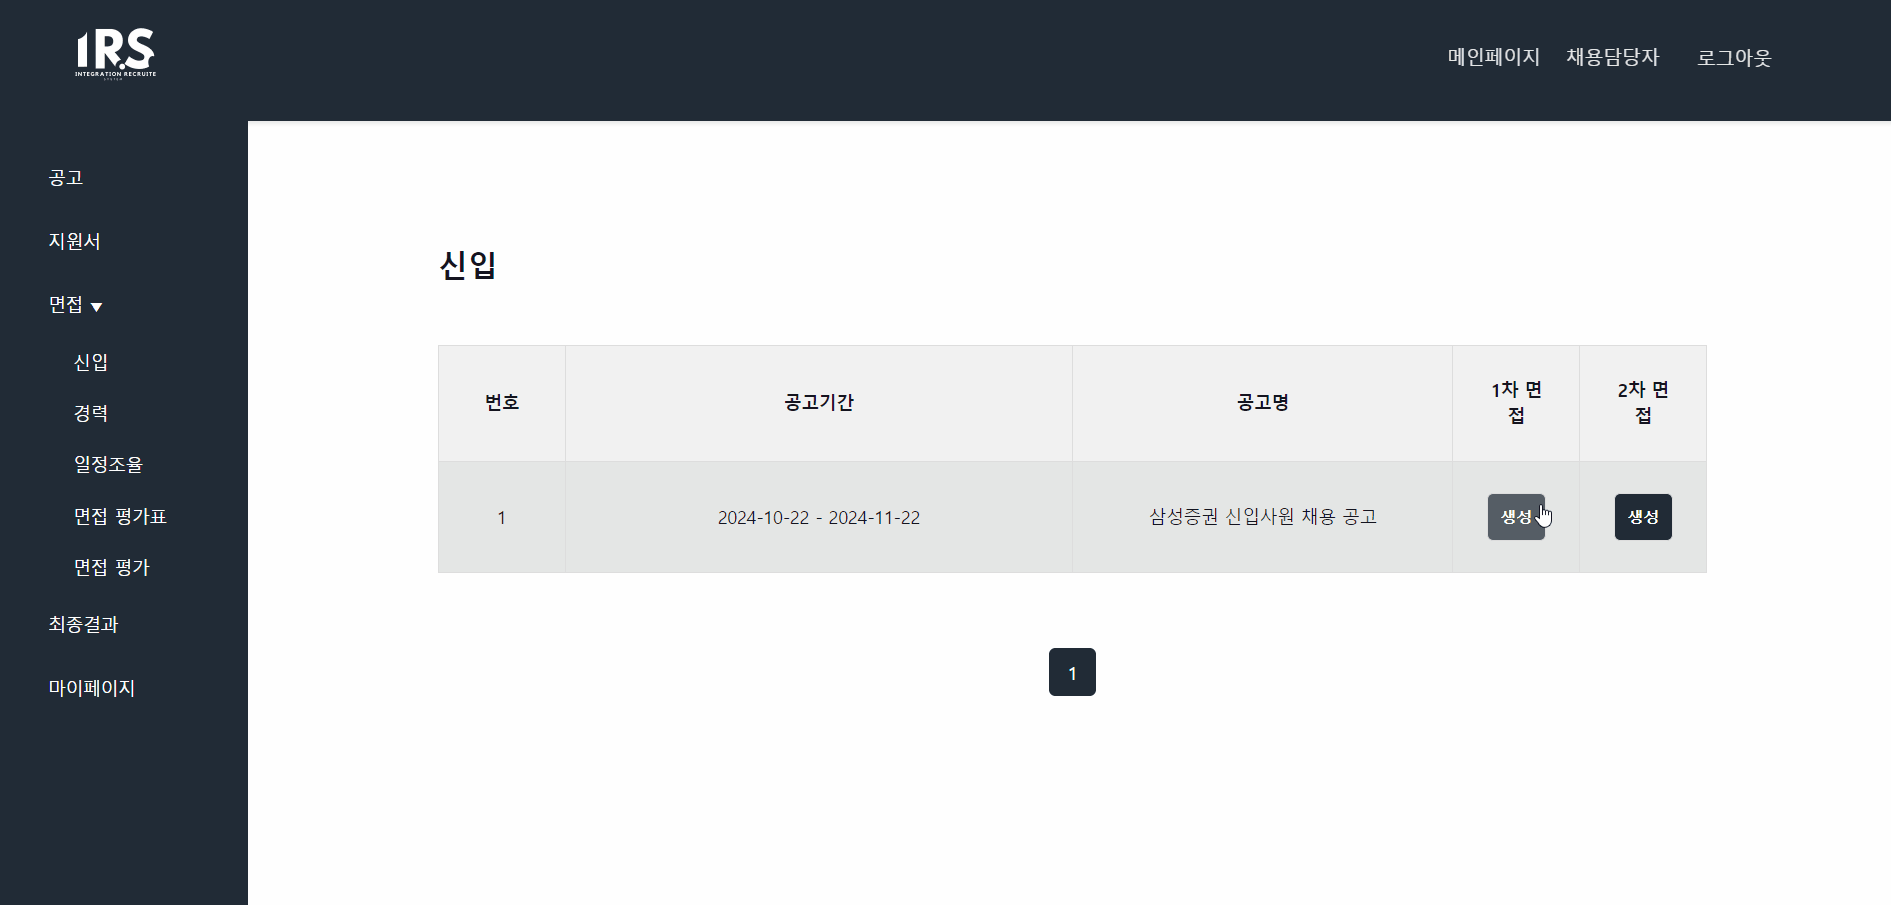 1R.S
INTEGRATION RECRUITE
SYSTEM
메인페이지 채용담당자 로그아웃
공고
지원서
면접 ▼
신입
경력
일정조율
면접 평가표
면접 평가
최종결과
마이페이지
신입
번호 공고기간 공고명 1차 면 2차 면
접 접
1 2024-10-22 - 2024-11-22 삼성증권 신입사원 채용 공고 생성 생성
1